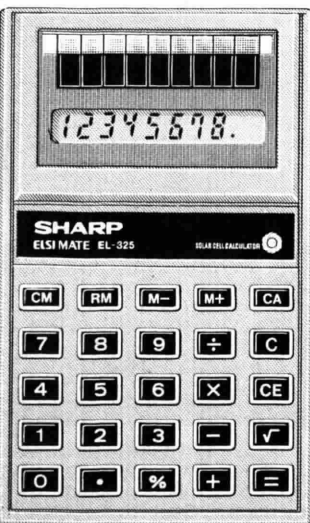 12345678.
SHARP
ELSI MATE EL-325 SOLAR CELL CALCULATOR
CM RM M− M+ CA
7 8 9 ÷ C
4 5 6 × CE
1 2 3 − √
0 • % + =